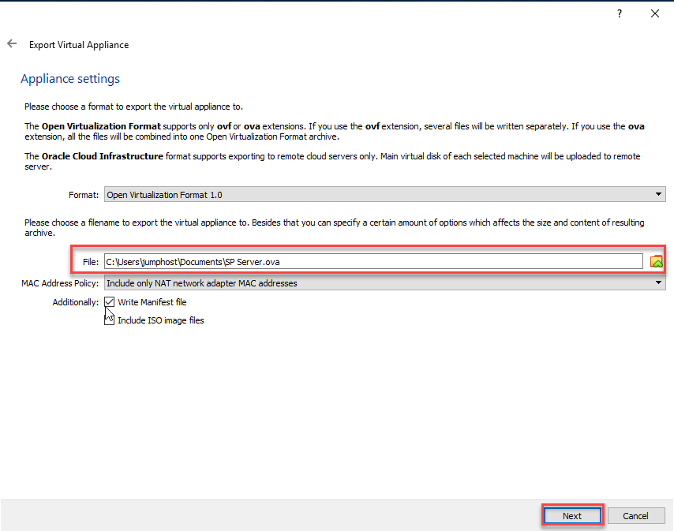 ?
Export Virtual Appliance
Appliance settings
Please choose a format to export the virtual appliance to.
The Open Virtualization Format supports only ovf or ova extensions. If you use the ovf extension, several files will be written separately. If you use the ova
extension, all the files will be combined into one Open Virtualization Format archive.
The Oracle Cloud Infrastructure format supports exporting to remote cloud servers only. Main virtual disk of each selected machine will be uploaded to remote
server.
Format: Open Virtualization Format 1.0
Please choose a filename to export the virtual appliance to. Besides that you can specify a certain amount of options which affects the size and content of resulting
archive.
File: C:\Users\jumphost\Documents\SP Server.ova
MAC Address Policy: Include only NAT network adapter MAC addresses
Additionally: Write Manifest file
Include ISO image files
Next Cancel